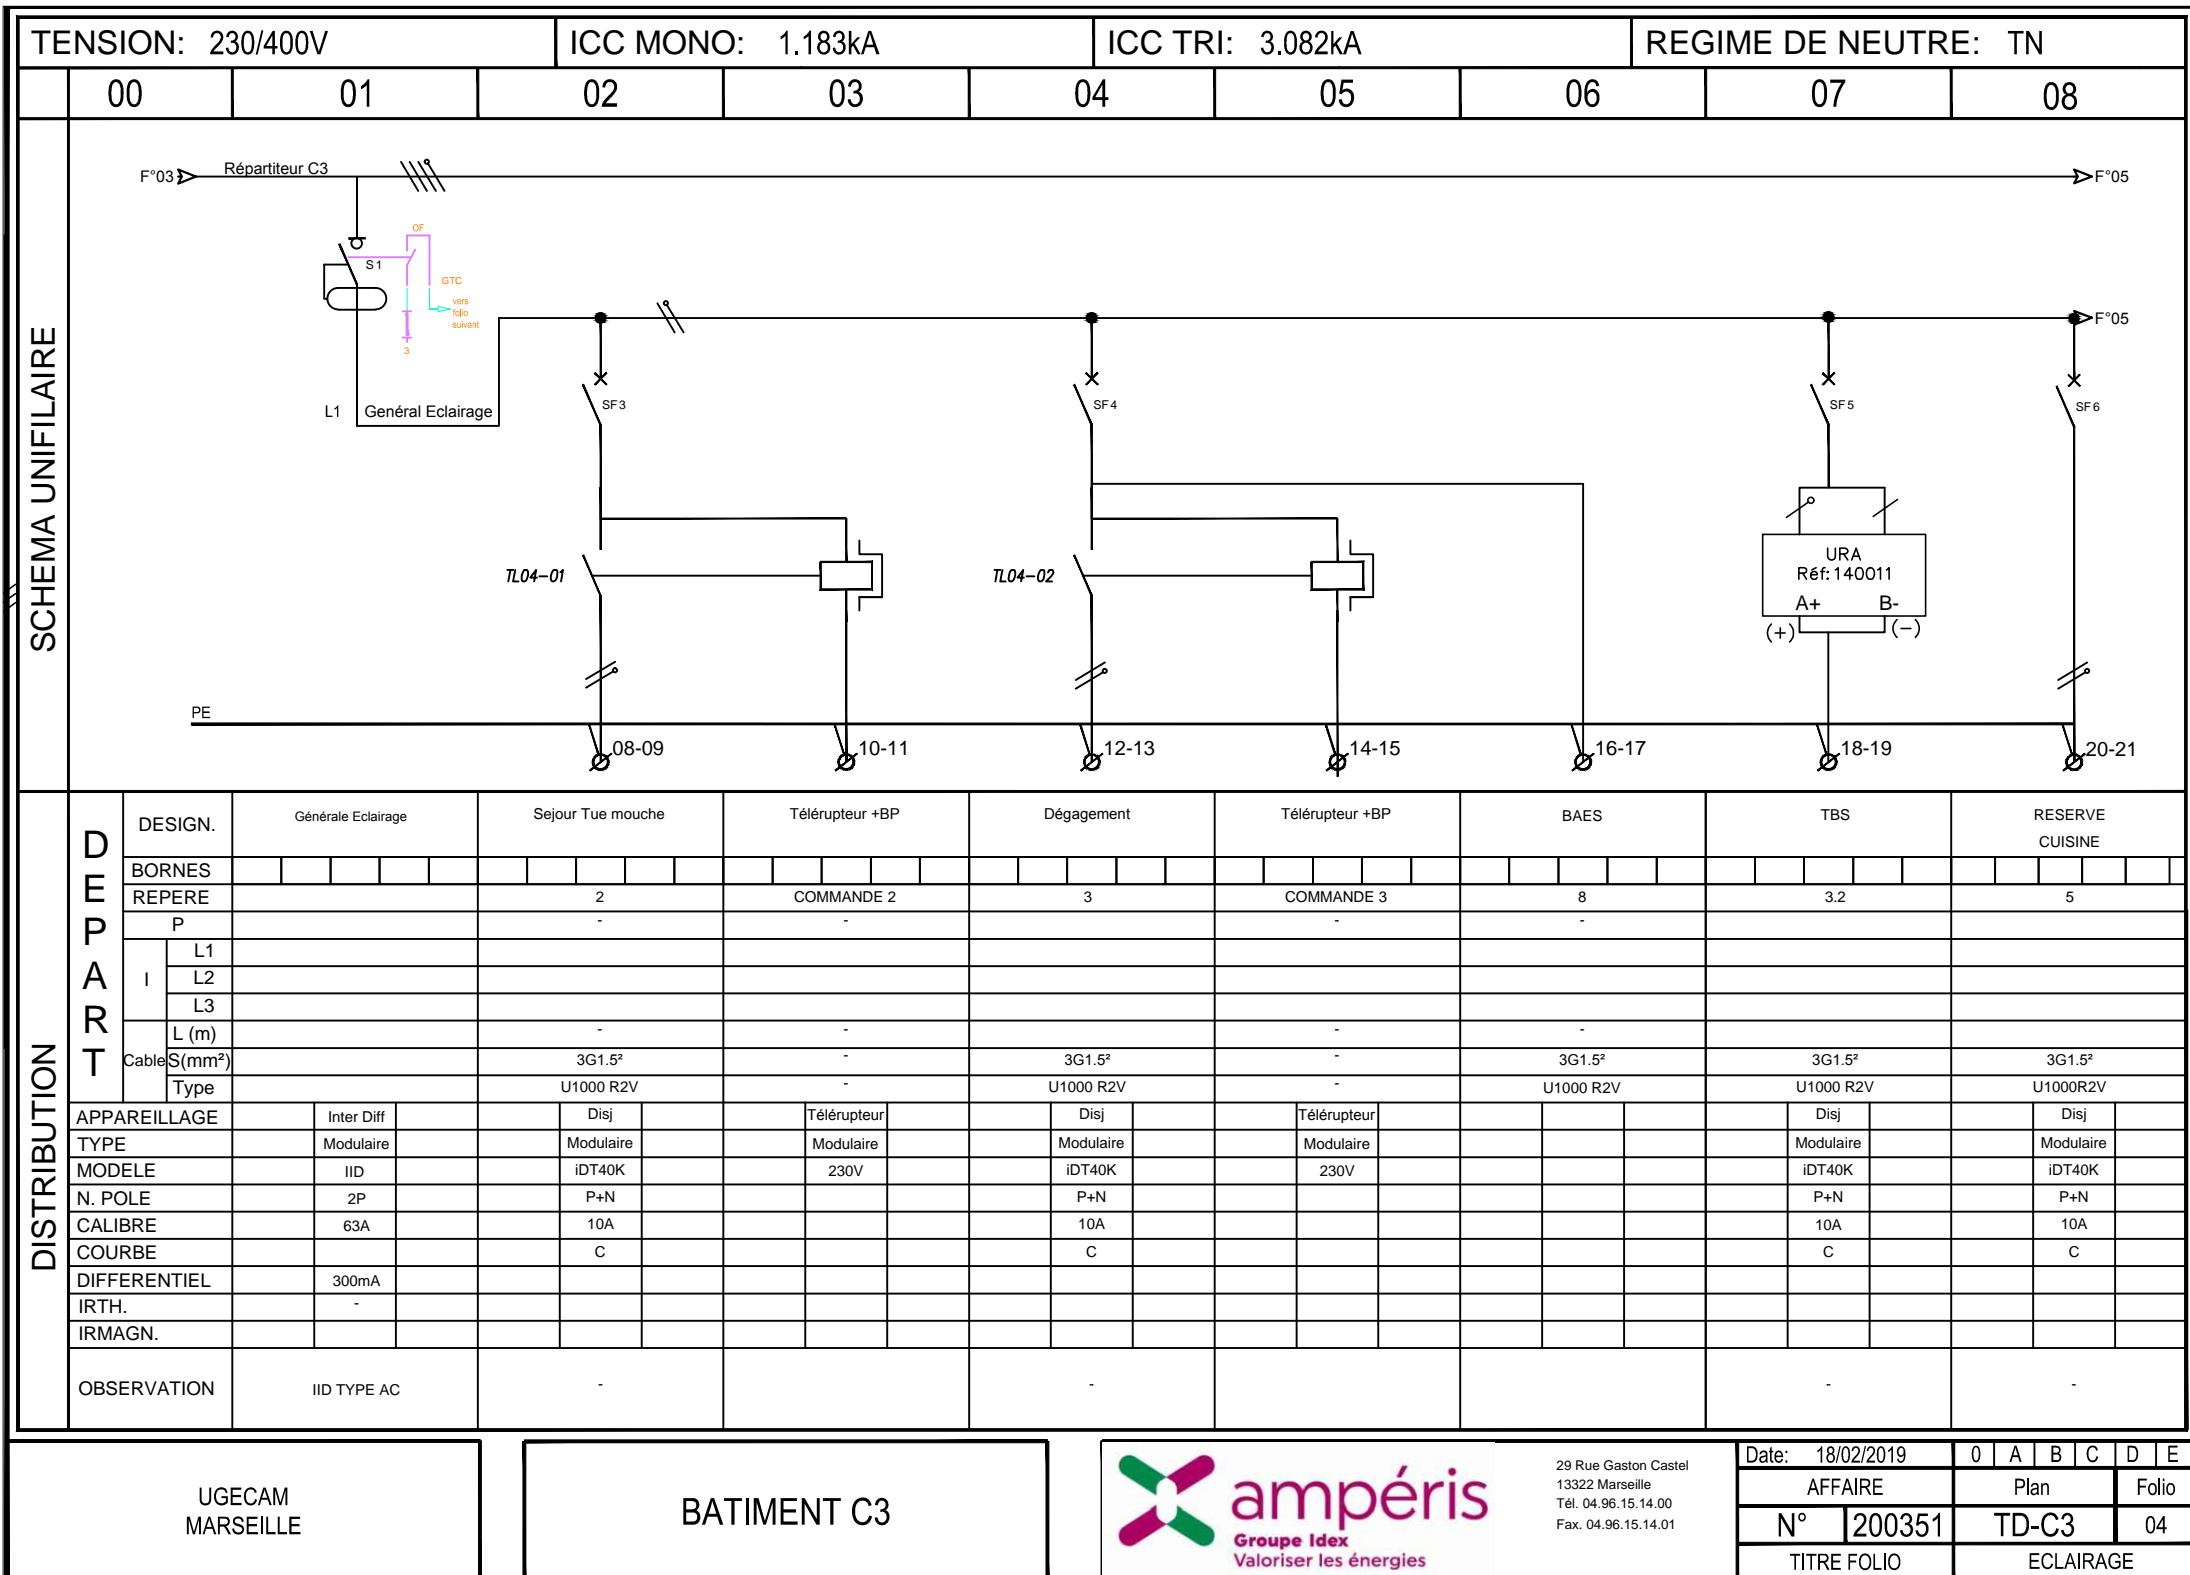 TENSION: 230/400V ICC MONO: 1.183kA ICC TRI: 3.082kA REGIME DE NEUTRE: TN
00 01 02 03 04 05 06 07 08
SCHEMA UNIFILAIRE
F°03 Répartiteur C3 F°05
OF
S1
GTC
vers
folio
suivant
3
F°05
L1 Genéral Eclairage
SF3 SF4 SF5 SF6
URA
Réf:140011
A+ B-
(+) (-)
TL04-01 TL04-02
PE
08-09 10-11 12-13 14-15 16-17 18-19 20-21
DISTRIBUTION
DEPART
DESIGN. Générale Eclairage Sejour Tue mouche Télérupteur +BP Dégagement Télérupteur +BP BAES TBS RESERVE
CUISINE
BORNES
REPERE 2 COMMANDE 2 3 COMMANDE 3 8 3.2 5
P - - - -
I
L1
L2
L3
Cable
L (m) - - - -
S(mm²) 3G1.5² - 3G1.5² - 3G1.5² 3G1.5² 3G1.5²
Type U1000 R2V - U1000 R2V - U1000 R2V U1000 R2V U1000R2V
APPAREILLAGE Inter Diff Disj Télérupteur Disj Télérupteur Disj Disj
TYPE Modulaire Modulaire Modulaire Modulaire Modulaire Modulaire Modulaire
MODELE IID iDT40K 230V iDT40K 230V iDT40K iDT40K
N. POLE 2P P+N P+N P+N P+N
CALIBRE 63A 10A 10A 10A 10A
COURBE C C C C
DIFFERENTIEL 300mA
IRTH. -
IRMAGN.
OBSERVATION IID TYPE AC - - - -
UGECAM
MARSEILLE
BATIMENT C3
ampéris
Groupe Idex
Valoriser les énergies
29 Rue Gaston Castel
13322 Marseille
Tél. 04.96.15.14.00
Fax. 04.96.15.14.01
Date: 18/02/2019 0 A B C D E
AFFAIRE Plan Folio
N° 200351 TD-C3 04
TITRE FOLIO ECLAIRAGE